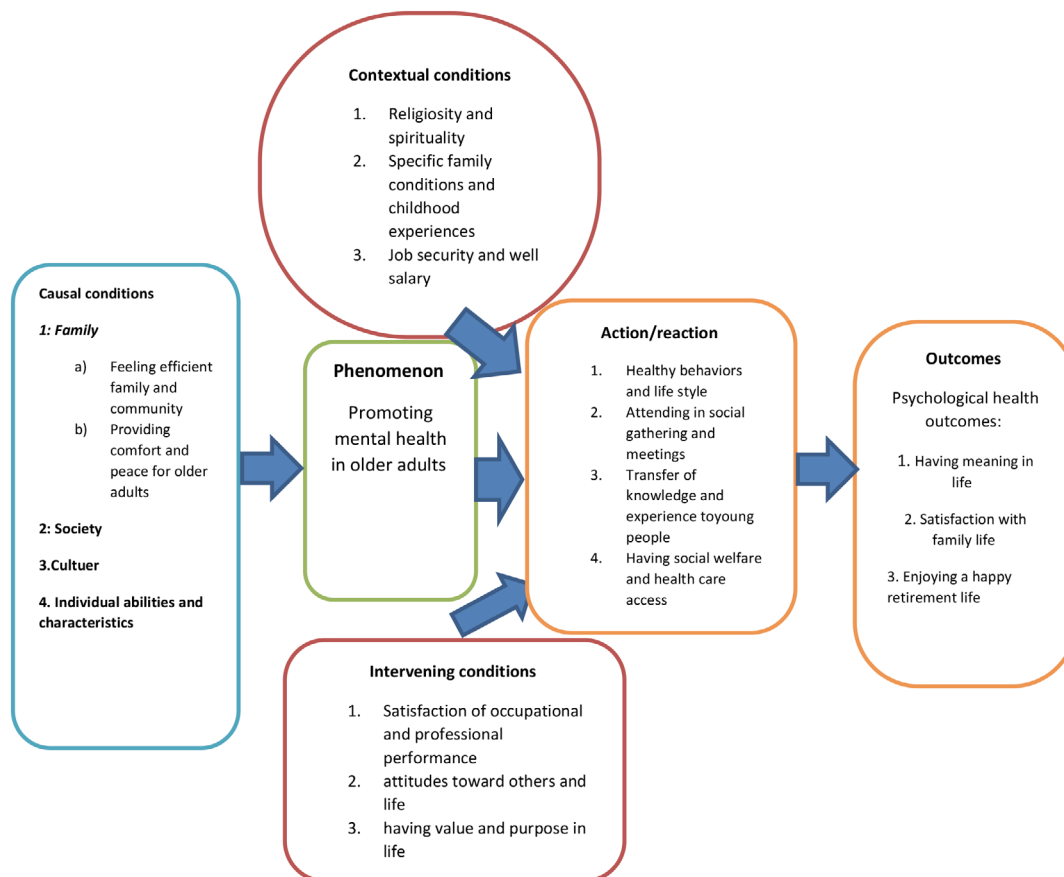 Contextual conditions
1. Religiosity and
spirituality
2. Specific family
conditions and
childhood
experiences
3. Job security and well
salary
Causal conditions
1: Family
a) Feeling efficient
family and
community
b) Providing
comfort and
peace for older
adults
2: Society
3.Cultuer
4. Individual abilities and
characteristics
Phenomenon
Promoting
mental health
in older adults
Action/reaction
1. Healthy behaviors
and life style
2. Attending in social
gathering and
meetings
3. Transfer of
knowledge and
experience toyoung
people
4. Having social welfare
and health care
access
Outcomes
Psychological health
outcomes:
1. Having meaning in
life
2. Satisfaction with
family life
3. Enjoying a happy
retirement life
Intervening conditions
1. Satisfaction of occupational
and professional
performance
2. attitudes toward others and
life
3. having value and purpose in
life